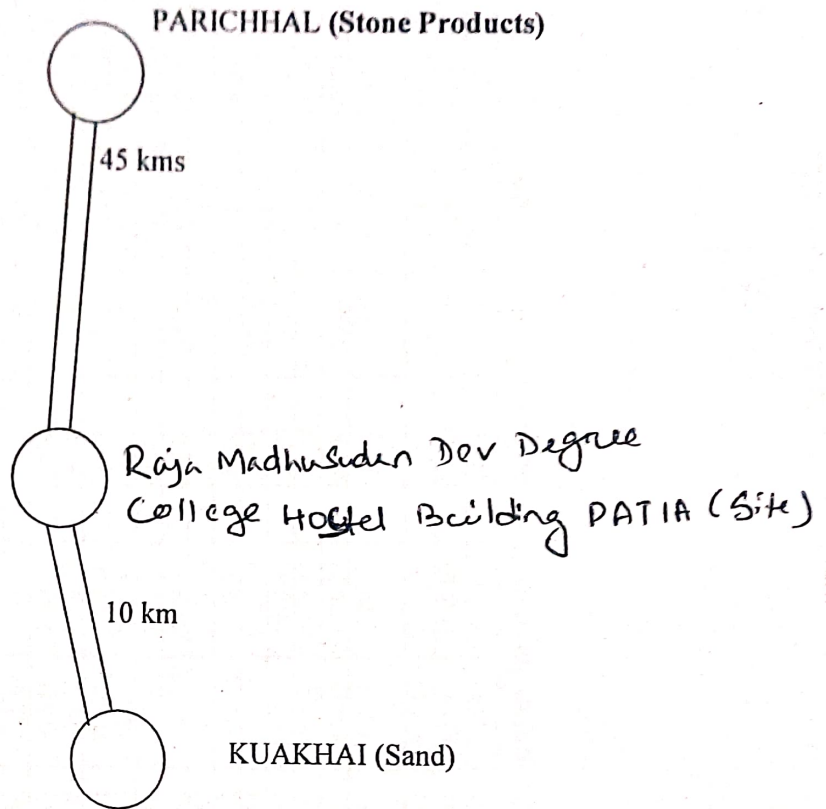 PARICHHAL (Stone Products)
45 kms
Raja Madhusudan Dev Degree
College Hostel Building PATIA (Site)
10 km
KUAKHAI (Sand)